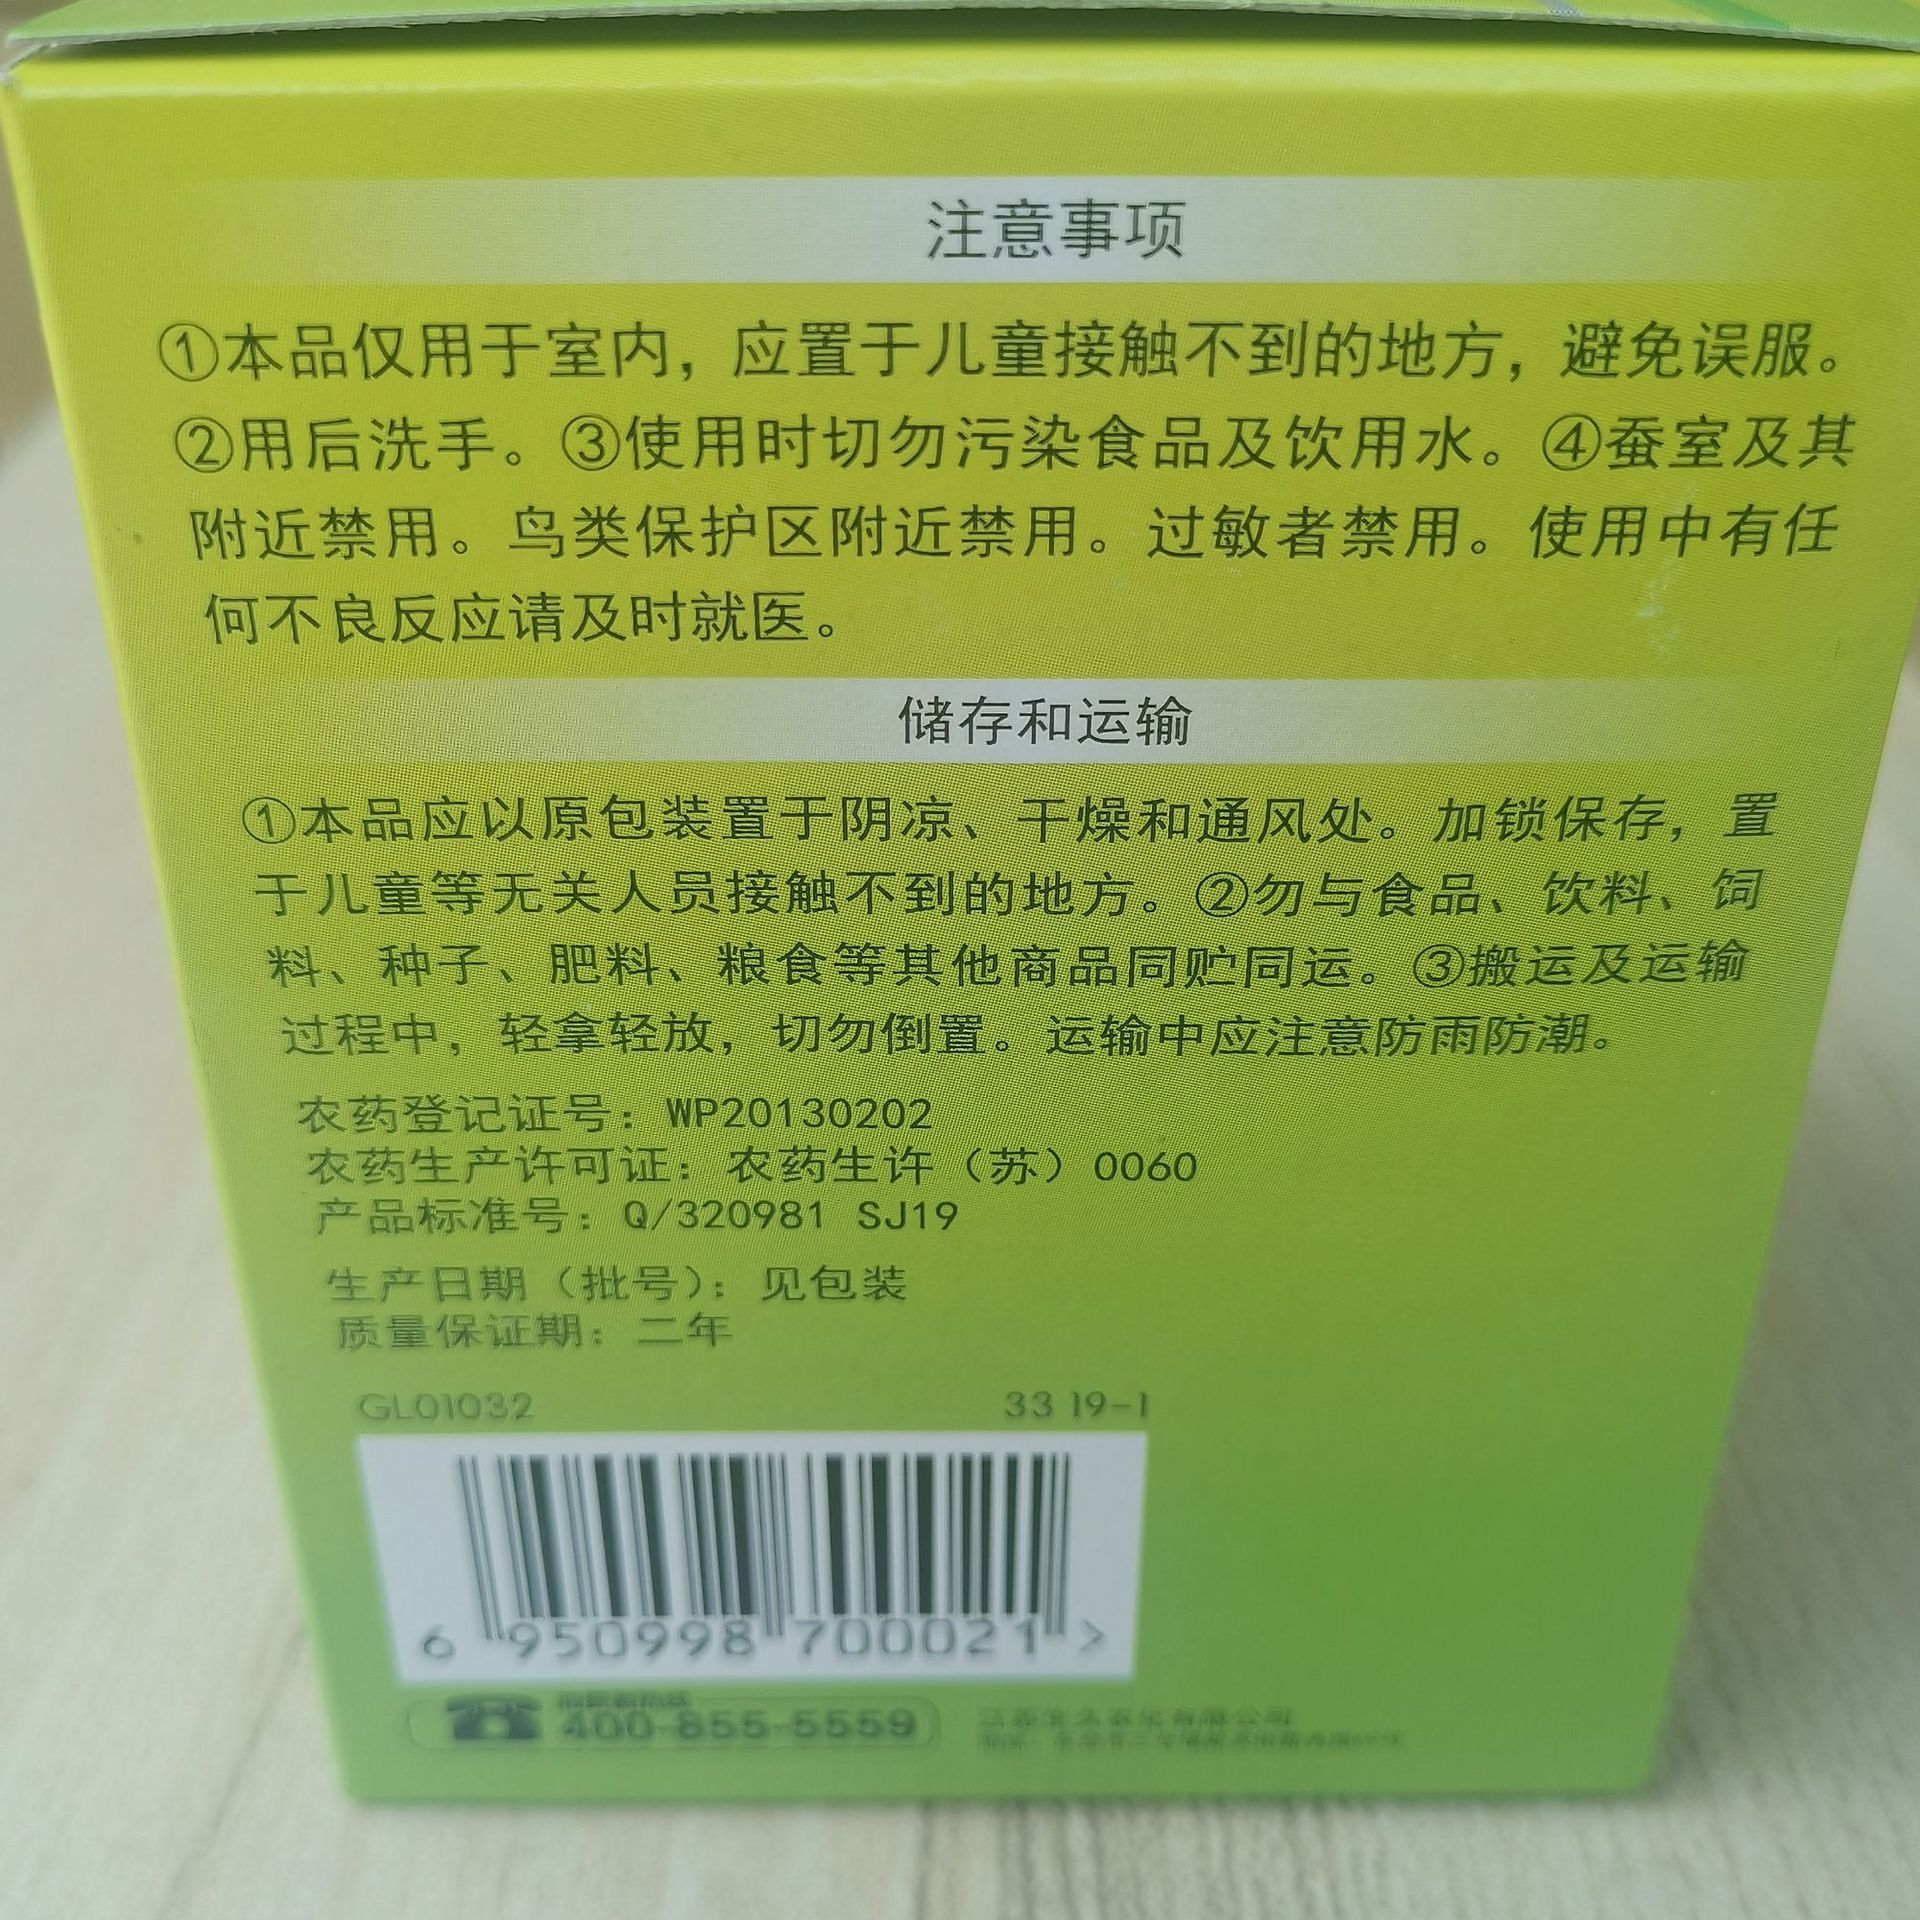 注意事项
①本品仅用于室内，应置于儿童接触不到的地方，避免误服。
②用后洗手。③使用时切勿污染食品及饮用水。④蚕室及其
附近禁用。鸟类保护区附近禁用。过敏者禁用。使用中有任
何不良反应请及时就医。
储存和运输
①本品应以原包装置于阴凉、干燥和通风处。加锁保存，置
于儿童等无关人员接触不到的地方。②勿与食品、饮料、饲
料、种子、肥料、粮食等其他商品同贮同运。③搬运及运输
过程中，轻拿轻放，切勿倒置。运输中应注意防雨防潮。
农药登记证号：WP20130202
农药生产许可证：农药生许（苏）0060
产品标准号：Q/320981 SJ19
生产日期（批号）：见包装
质量保证期：二年
GL01032 33 19-1
6 950998 700021 >
400-855-5559